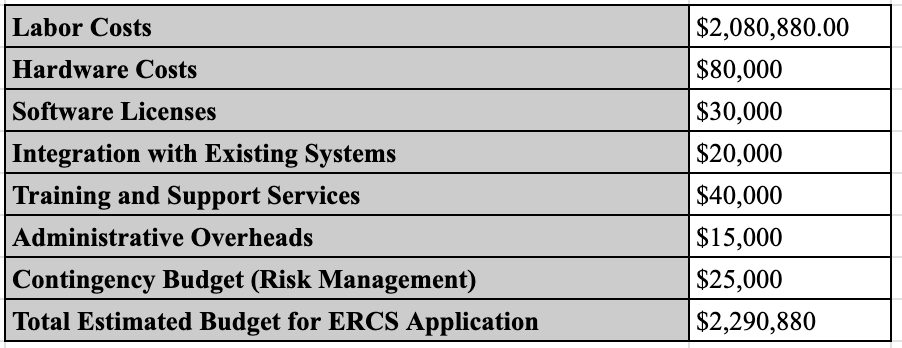 Labor Costs $2,080,880.00
Hardware Costs $80,000
Software Licenses $30,000
Integration with Existing Systems $20,000
Training and Support Services $40,000
Administrative Overheads $15,000
Contingency Budget (Risk Management) $25,000
Total Estimated Budget for ERCS Application $2,290,880